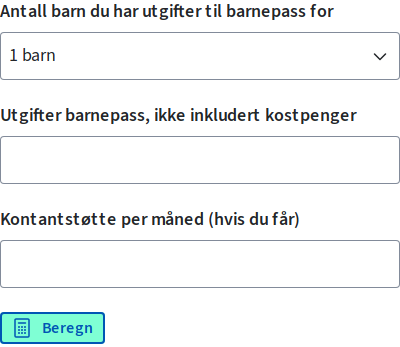 Antall barn du har utgifter til barnepass for
1 barn
Utgifter barnepass, ikke inkludert kostpenger
Kontantstøtte per måned (hvis du får)
Beregn